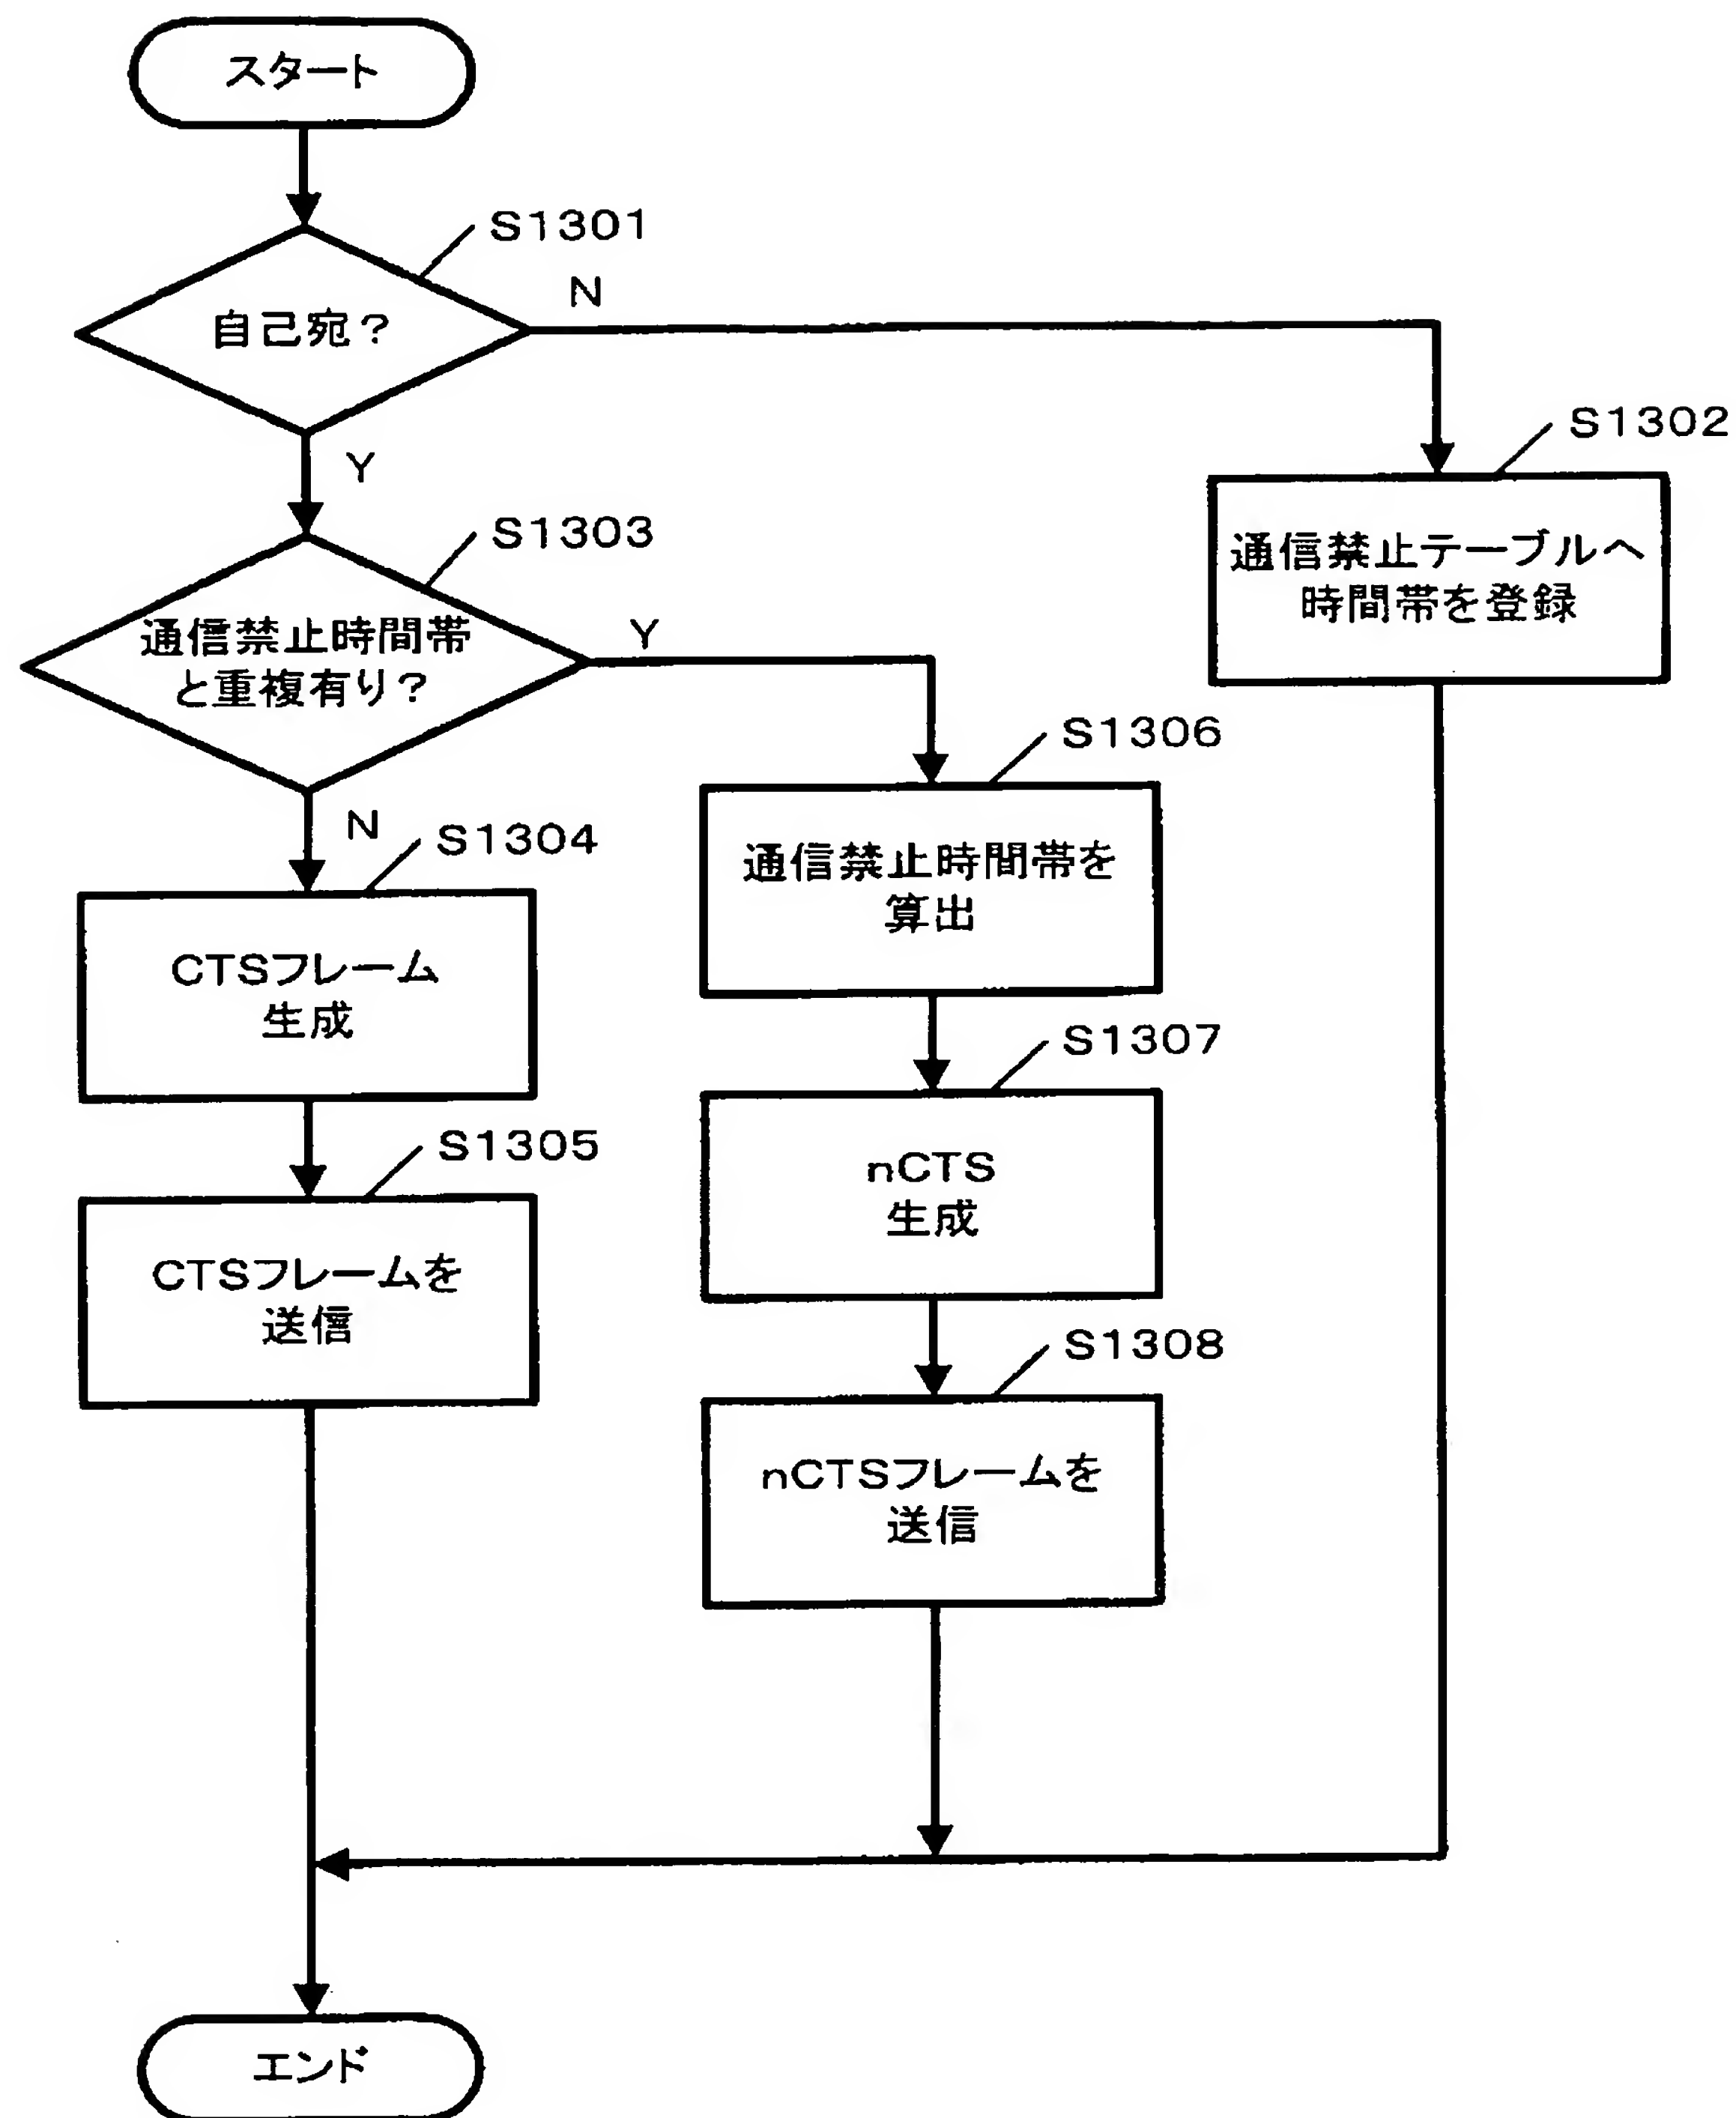 スタート
S1301
自己宛？
N
Y
S1302
通信禁止テーブルへ
時間帯を登録
S1303
通信禁止時間帯
と重複有り？
Y
N
S1306
通信禁止時間帯を
算出
S1304
CTSフレーム
生成
S1307
nCTS
生成
S1305
CTSフレームを
送信
S1308
nCTSフレームを
送信
エンド